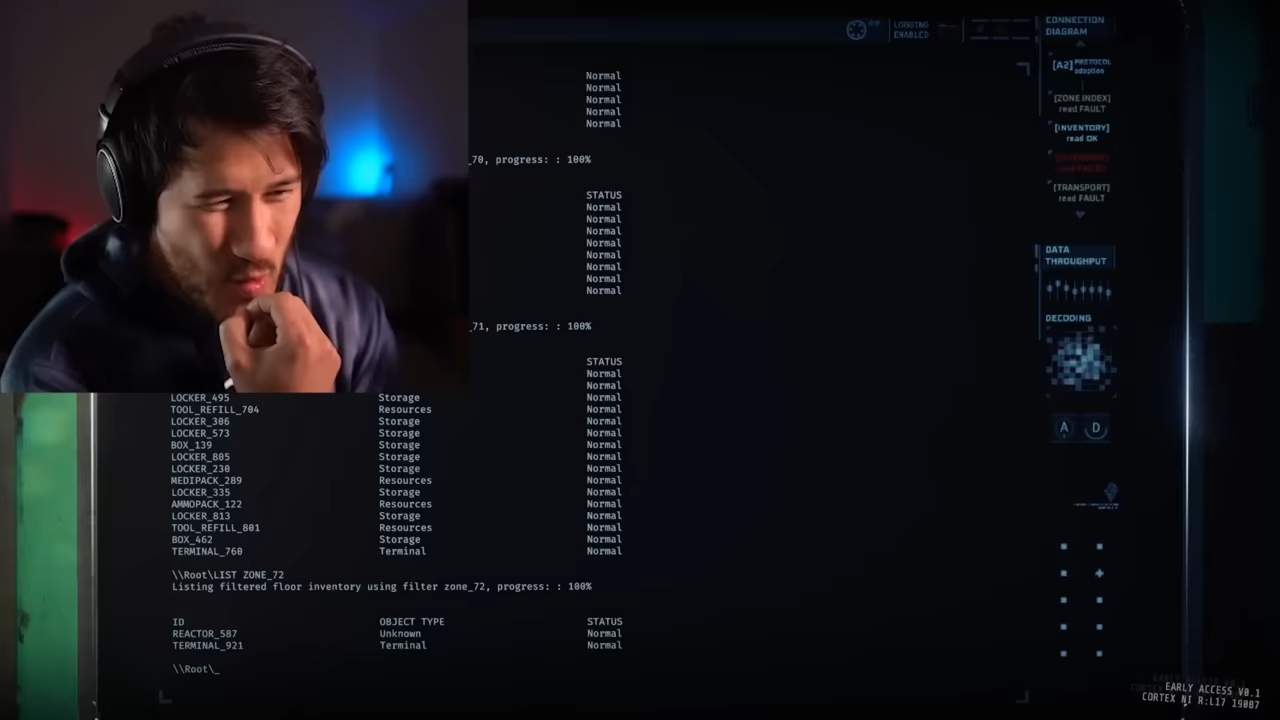 LOGGING
ENABLED
CONNECTION
DIAGRAM
[A2] PROTOCOL
adaption
[ZONE INDEX]
read FAULT
[INVENTORY]
read OK
[TRANSPORT]
read FAULT
DATA
THROUGHPUT
DECODING
A D
Normal
Normal
Normal
Normal
Normal
_70, progress: : 100%
STATUS
Normal
Normal
Normal
Normal
Normal
Normal
Normal
Normal
_71, progress: : 100%
STATUS
Normal
Normal
LOCKER_495 Storage Normal
TOOL_REFILL_704 Resources Normal
LOCKER_306 Storage Normal
LOCKER_573 Storage Normal
BOX_139 Storage Normal
LOCKER_805 Storage Normal
LOCKER_230 Storage Normal
MEDIPACK_289 Resources Normal
LOCKER_335 Storage Normal
AMMOPACK_122 Resources Normal
LOCKER_813 Storage Normal
TOOL_REFILL_801 Resources Normal
BOX_462 Storage Normal
TERMINAL_760 Terminal Normal
\\Root\LIST ZONE_72
Listing filtered floor inventory using filter zone_72, progress: : 100%
ID OBJECT TYPE STATUS
REACTOR_587 Unknown Normal
TERMINAL_921 Terminal Normal
\\Root\_
EARLY ACCESS V0.1
CORTEX NI R:L17 19087